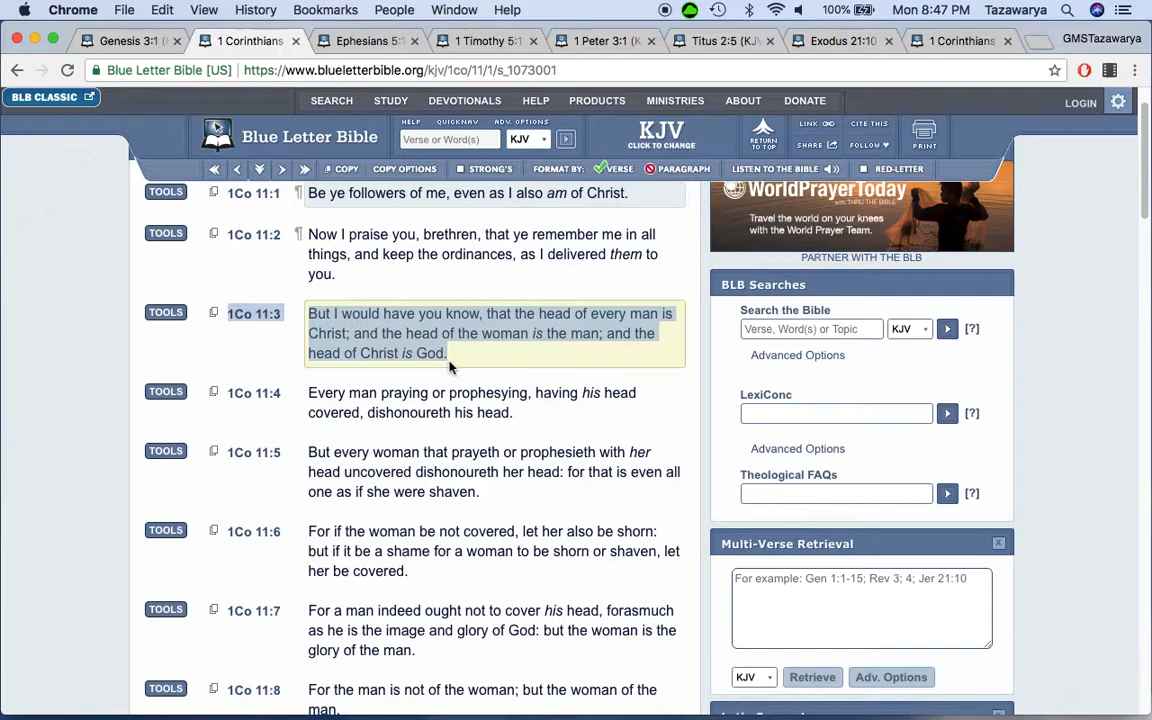 Chrome File Edit View History Bookmarks People Window Help 100% Mon 8:47 PM Tazawarya
Genesis 3:1 ( 1 Corinthians Ephesians 5: 1 Timothy 5:1 1 Peter 3:1 (K Titus 2:5 (KJV Exodus 21:10 1 Corinthians GMSTazawarya
Blue Letter Bible [US] https://www.blueletterbible.org/kjv/1co/11/1/s_1073001
BLB CLASSIC SEARCH STUDY DEVOTIONALS HELP PRODUCTS MINISTRIES ABOUT DONATE LOGIN
Blue Letter Bible
HELP QUICKNAV ADV. OPTIONS
Verse or Word(s) KJV
KJV
CLICK TO CHANGE
RETURN
TO TOP
LINK CITE THIS
SHARE FOLLOW
PRINT
COPY COPY OPTIONS STRONG'S FORMAT BY: VERSE PARAGRAPH LISTEN TO THE BIBLE RED-LETTER
TOOLS 1Co 11:1 ¶ Be ye followers of me, even as I also am of Christ.
TOOLS 1Co 11:2 ¶ Now I praise you, brethren, that ye remember me in all
things, and keep the ordinances, as I delivered them to
you.
TOOLS 1Co 11:3 But I would have you know, that the head of every man is
Christ; and the head of the woman is the man; and the
head of Christ is God.
TOOLS 1Co 11:4 Every man praying or prophesying, having his head
covered, dishonoureth his head.
TOOLS 1Co 11:5 But every woman that prayeth or prophesieth with her
head uncovered dishonoureth her head: for that is even all
one as if she were shaven.
TOOLS 1Co 11:6 For if the woman be not covered, let her also be shorn:
but if it be a shame for a woman to be shorn or shaven, let
her be covered.
TOOLS 1Co 11:7 For a man indeed ought not to cover his head, forasmuch
as he is the image and glory of God: but the woman is the
glory of the man.
TOOLS 1Co 11:8 For the man is not of the woman; but the woman of the
man.
WorldPrayerToday
with THRU the BIBLE
Travel the world on your knees
with the World Prayer Team.
PARTNER WITH THE BLB
BLB Searches
Search the Bible
Verse, Word(s) or Topic KJV [?]
Advanced Options
LexiConc
[?]
Advanced Options
Theological FAQs
[?]
Multi-Verse Retrieval X
For example: Gen 1:1-15; Rev 3; 4; Jer 21:10
KJV Retrieve Adv. Options